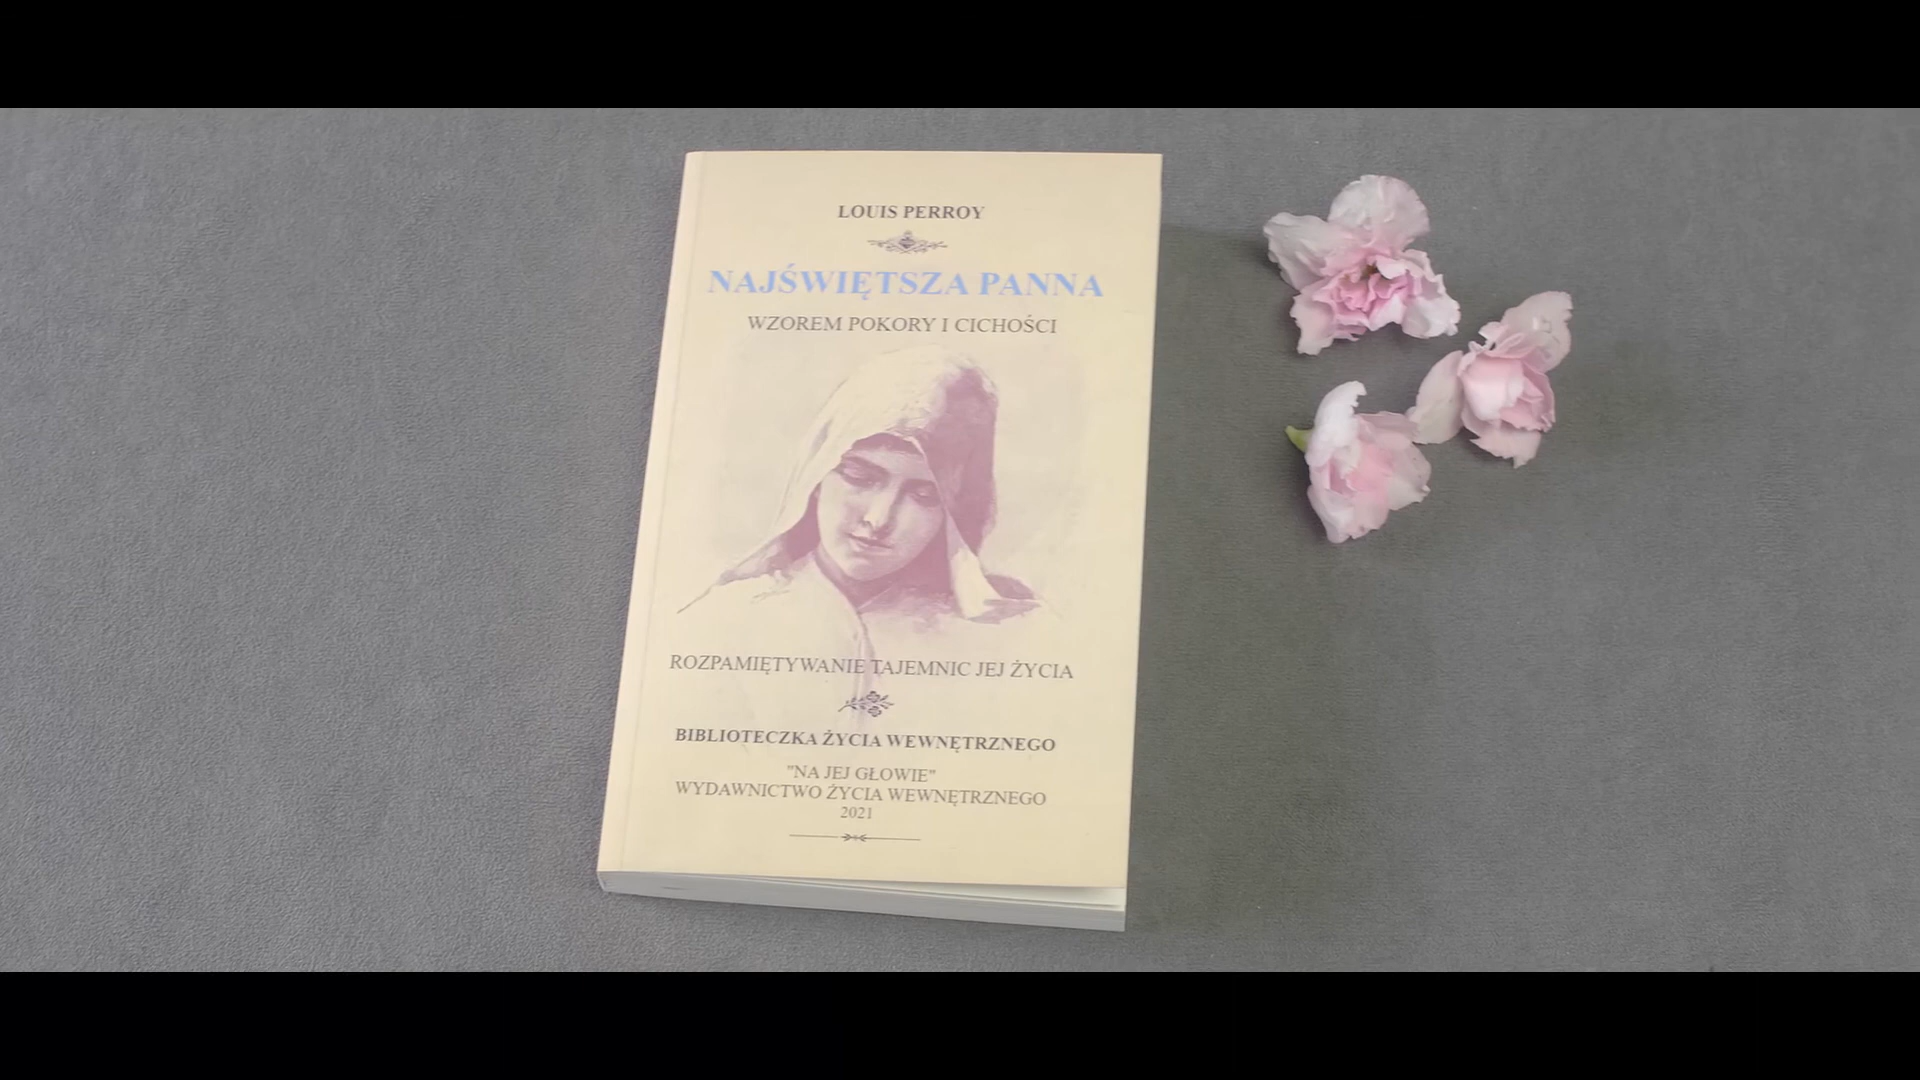 LOUIS PERROY
NAJŚWIĘTSZA PANNA
WZOREM POKORY I CICHOŚCI
ROZPAMIĘTYWANIE TAJEMNIC JEJ ŻYCIA
BIBLIOTECZKA ŻYCIA WEWNĘTRZNEGO
"NA JEJ GŁOWIE"
WYDAWNICTWO ŻYCIA WEWNĘTRZNEGO
2021